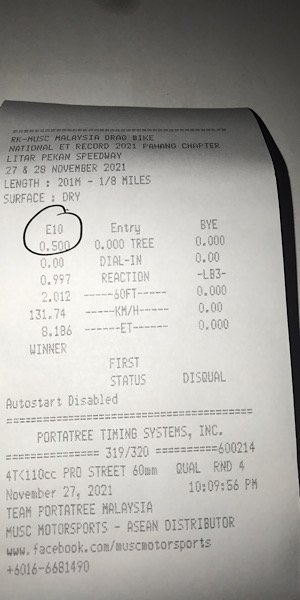 =====================================
RK-MUSC MALAYSIA DRAG BIKE
NATIONAL ET RECORD 2021 PAHANG CHAPTER
LITAR PEKAN SPEEDWAY
27 & 28 NOVEMBER 2021
LENGTH : 201M - 1/8 MILES
SURFACE : DRY
E10 Entry BYE
0.500 0.000 TREE 0.000
0.00 DIAL-IN 0.00
0.997 REACTION -LB3-
2.012 -----60FT------ 0.000
131.74 -----KM/H------ 0.00
8.186 ------ET------- 0.000
WINNER
FIRST
STATUS DISQUAL
Autostart Disabled
=====================================
PORTATREE TIMING SYSTEMS, INC.
============== 319/320 ==========600214
4T<110cc PRO STREET 60mm QUAL RND 4
November 27, 2021 10:09:56 PM
TEAM PORTATREE MALAYSIA
MUSC MOTORSPORTS - ASEAN DISTRIBUTOR
www.facebook.com/muscmotorsports
+6016-6681490